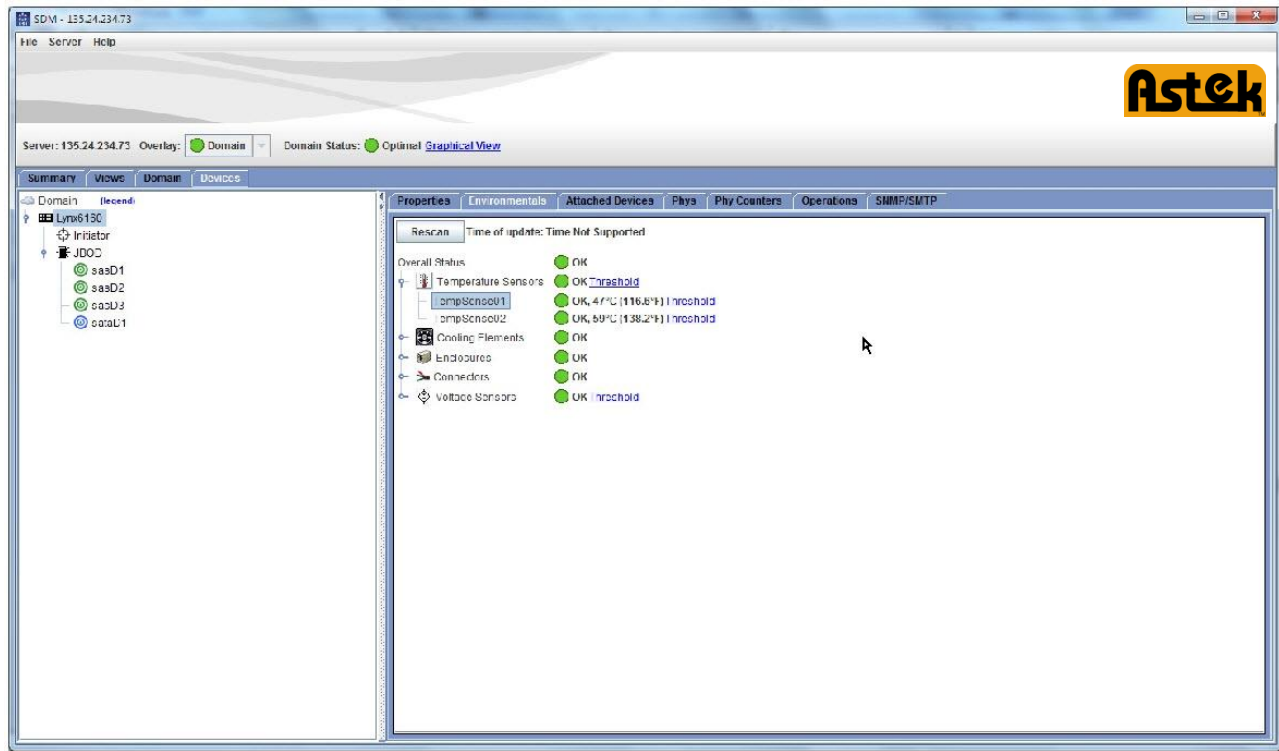 SDM - 135.24.234.73
File Server Help
Astek
Server: 135.24.234.73 Overlay: Domain Domain Status: Optimal Graphical View
Summary Views Domain Devices
Domain (legend)
Lynx6160
Initiator
JBOD
sasD1
sasD2
sasD3
sataD1
Properties Environmentals Attached Devices Phys Phy Counters Operations SNMP/SMTP
Rescan Time of update: Time Not Supported
Overall Status OK
Temperature Sensors OK Threshold
TempSense01 OK, 47°C (116.6°F) Threshold
TempSense02 OK, 59°C (138.2°F) Threshold
Cooling Elements OK
Enclosures OK
Connectors OK
Voltage Sensors OK Threshold